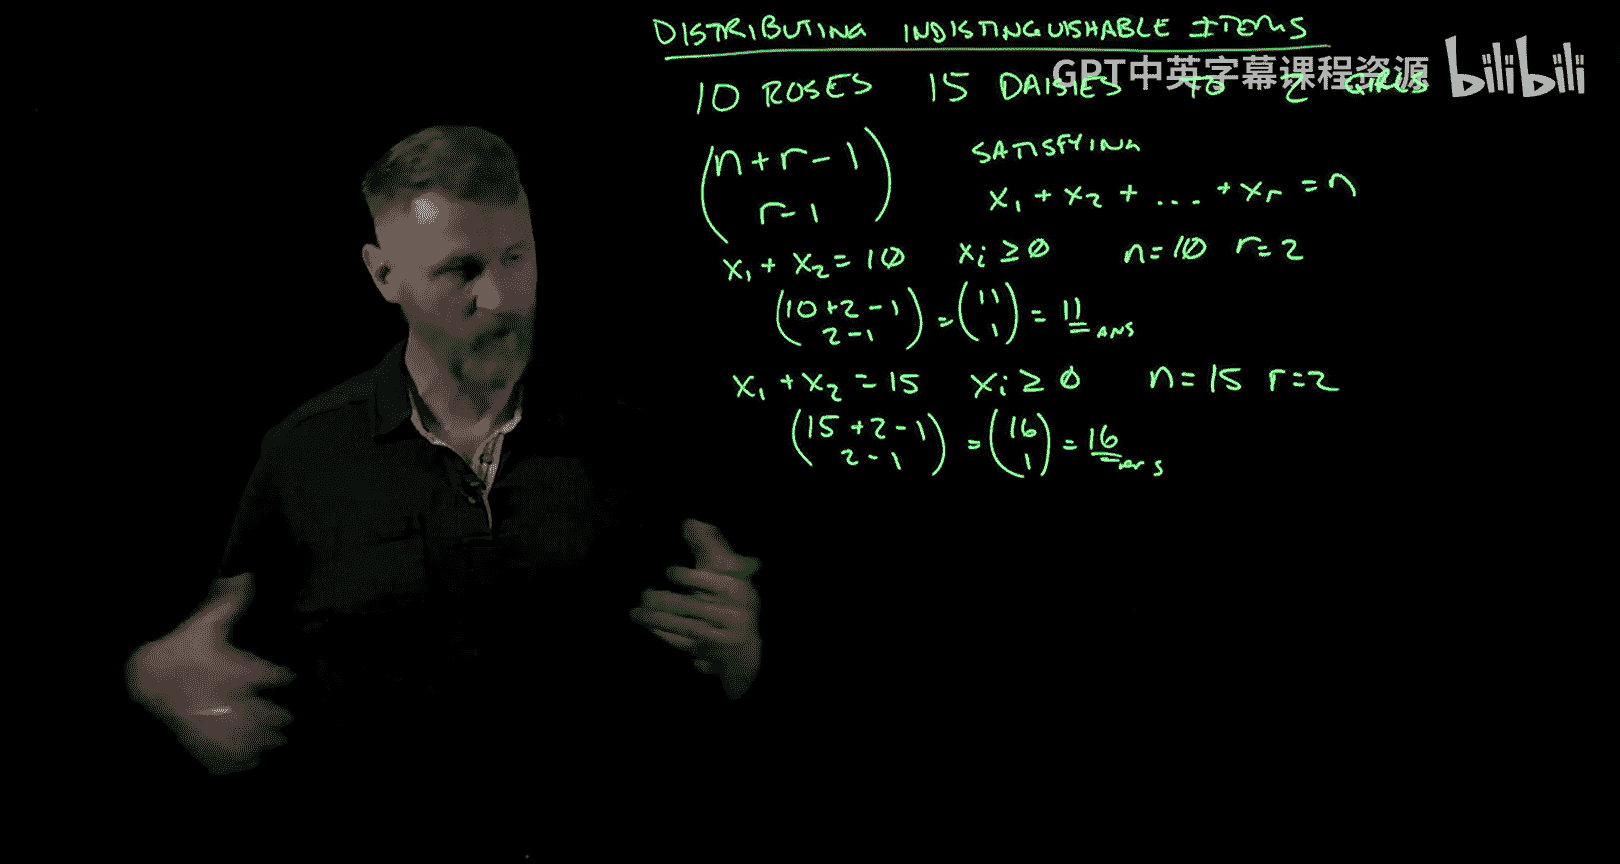 DISTRIBUTING INDISTINGUISHABLE ITEMS
GPT中英字幕课程资源 bilibili
10 ROSES 15 DAISIES TO 2 GIRLS
(n+r-1 r-1) SATISFYING
x₁ + x₂ + ... + xᵣ = n
x₁ + x₂ = 10 xᵢ ≥ 0 n=10 r=2
(10+2-1 2-1) = (11 1) = 11 ANS
x₁ + x₂ = 15 xᵢ ≥ 0 n=15 r=2
(15+2-1 2-1) = (16 1) = 16 ans